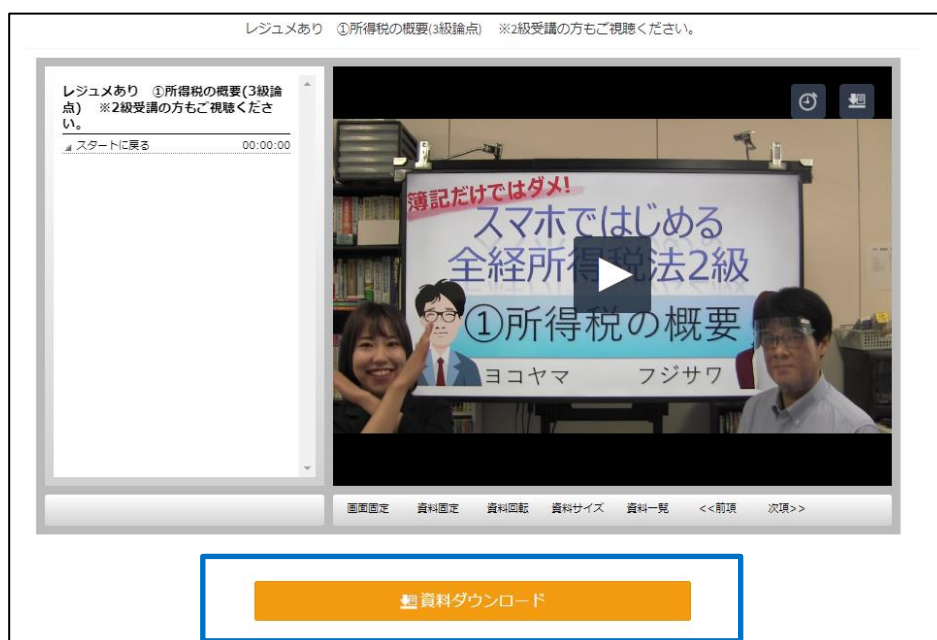 レジュメあり ①所得税の概要(3級論点) ※2級受講の方もご視聴ください。
レジュメあり ①所得税の概要(3級論
点) ※2級受講の方もご視聴くださ
い。
スタートに戻る 00:00:00
簿記だけではダメ!
スマホではじめる
全経所得税法2級
①所得税の概要
ヨコヤマ フジサワ
画面固定 資料固定 資料回転 資料サイズ 資料一覧 <<前項 次項>>
資料ダウンロード